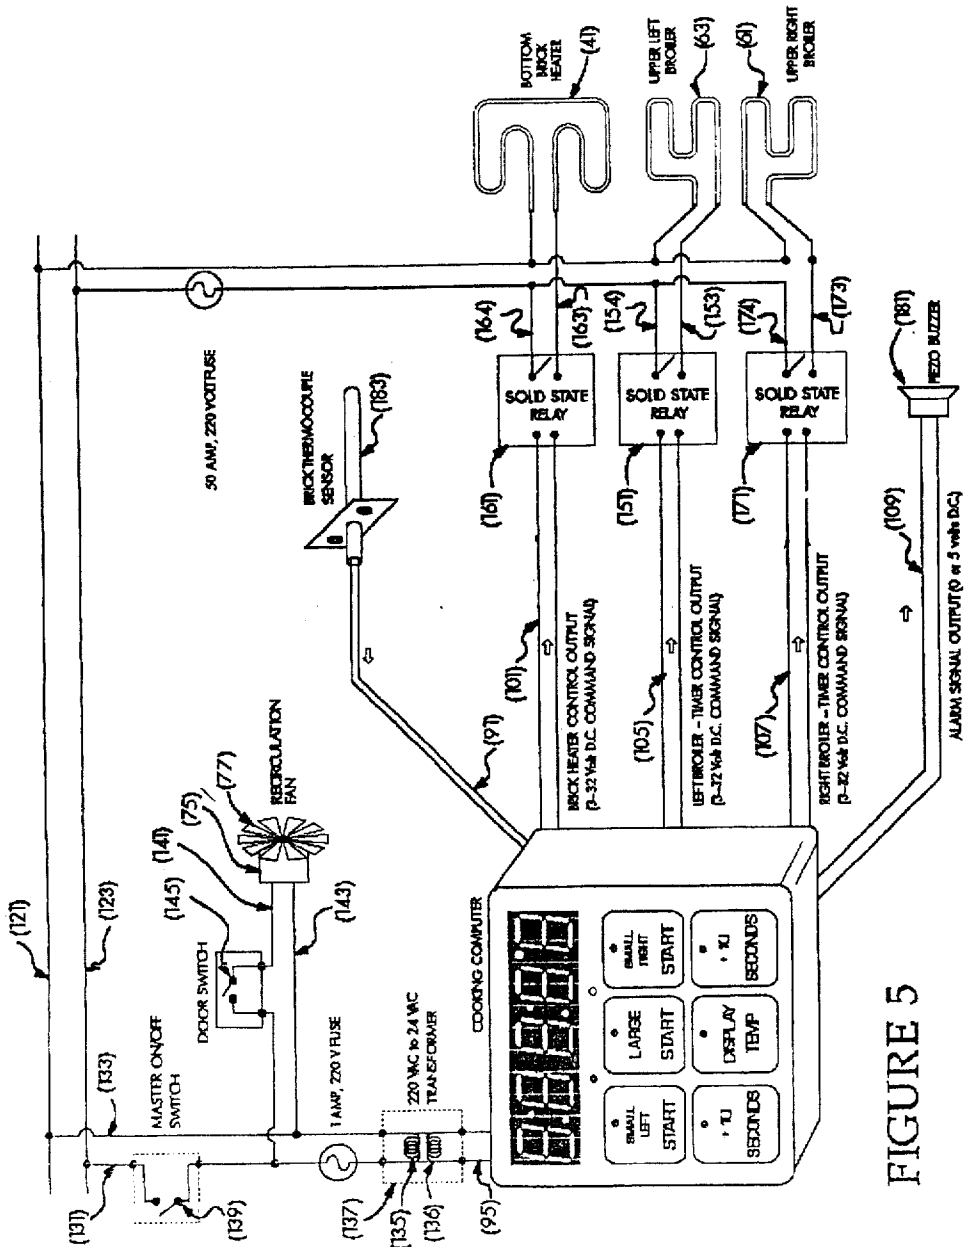 (121)
(123)
(133)
(131)
MASTER ON/OFF
SWITCH
(139)
DOOR SWITCH
(145)
(141)
(75)
(77)
RECIRCULATION
FAN
(143)
1 AMP, 220 V FUSE
220 VAC to 24 VAC
TRANSFORMER
(137)
(135)
(136)
(95)
50 AMP, 220 VOLT FUSE
BRICK THERMOCOUPLE
SENSOR
(183)
(97)
COOKING COMPUTER
SMALL
LEFT
START
LARGE
START
SMALL
RIGHT
START
+ 10
SECONDS
DISPLAY
TEMP
+ 10
SECONDS
BOTTOM
BRICK
HEATER
(41)
UPPER LEFT
BROILER
(63)
(61)
UPPER RIGHT
BROILER
(164)
(163)
(154)
(153)
(174)
(173)
SOLID STATE
RELAY
(161)
SOLID STATE
RELAY
(151)
SOLID STATE
RELAY
(171)
(101)
BRICK HEATER CONTROL OUTPUT
(3-32 Volt D.C. COMMAND SIGNAL)
(105)
LEFT BROILER - TIMER CONTROL OUTPUT
(3-32 Volt D.C. COMMAND SIGNAL)
(107)
RIGHT BROILER - TIMER CONTROL OUTPUT
(3-32 Volt D.C. COMMAND SIGNAL)
(109)
ALARM SIGNAL OUTPUT (0 or 5 volts D.C.)
(181)
PIEZO BUZZER
FIGURE 5